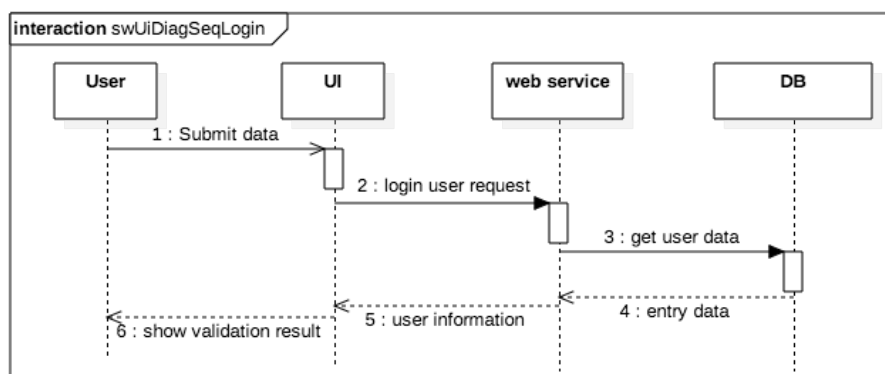 interaction swUiDiagSeqLogin
User
UI
web service
DB
1 : Submit data
2 : login user request
3 : get user data
4 : entry data
5 : user information
6 : show validation result